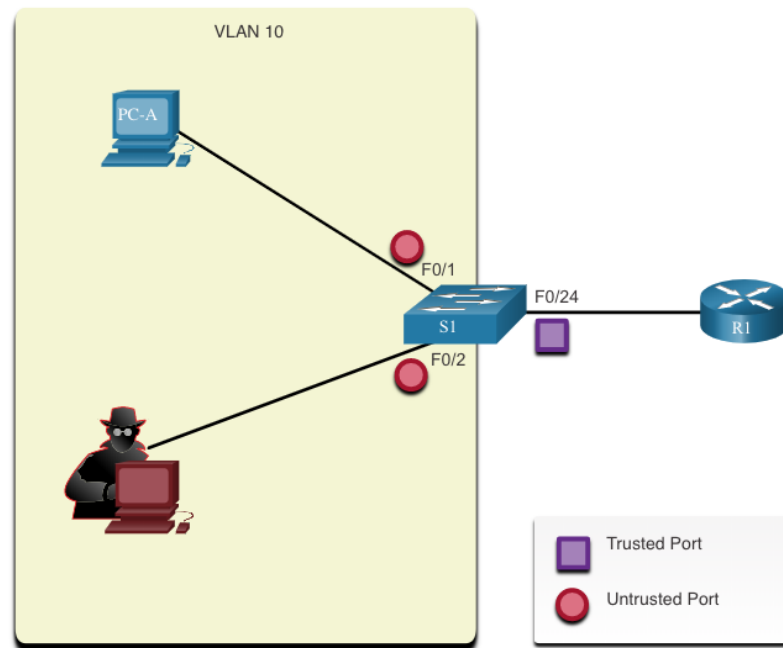 VLAN 10
PC-A
F0/1
F0/24
S1
R1
F0/2
Trusted Port
Untrusted Port